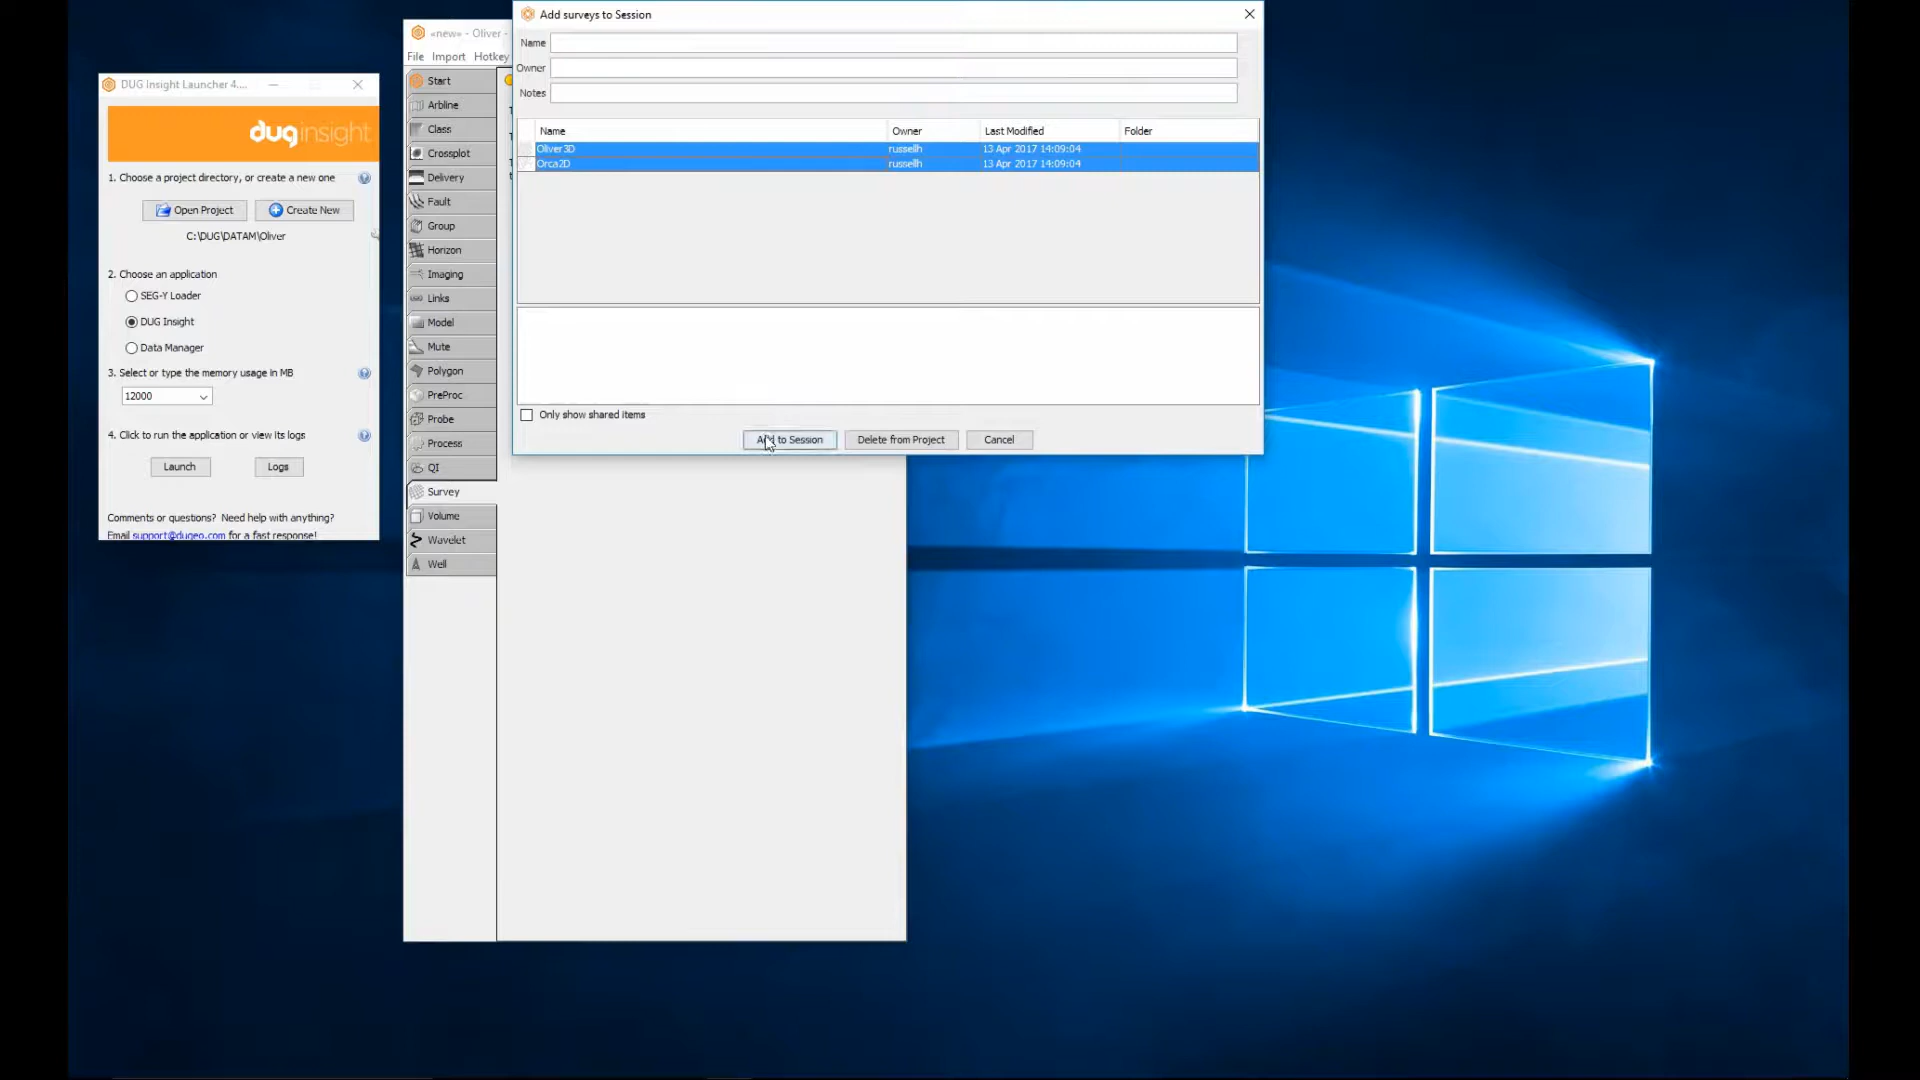 Add surveys to Session
«new» - Oliver -
Name
File Import Hotkey
Owner
Start
DUG Insight Launcher 4....
Notes
Arbline
duginsight
Class
Name Owner Last Modified Folder
Oliver3D russellh 13 Apr 2017 14:09:04
Crossplot
Orca2D russellh 13 Apr 2017 14:09:04
1. Choose a project directory, or create a new one
Delivery
Fault
Open Project Create New
Group
C:\DUG\DATAM\Oliver
Horizon
2. Choose an application
Imaging
SEG-Y Loader
Links
DUG Insight
Model
Data Manager
Mute
3. Select or type the memory usage in MB
Polygon
12000
PreProc
Only show shared items
Probe
4. Click to run the application or view its logs
Add to Session Delete from Project Cancel
Process
Launch Logs
QI
Survey
Comments or questions? Need help with anything?
Volume
Email support@dugeo.com for a fast response!
Wavelet
Well